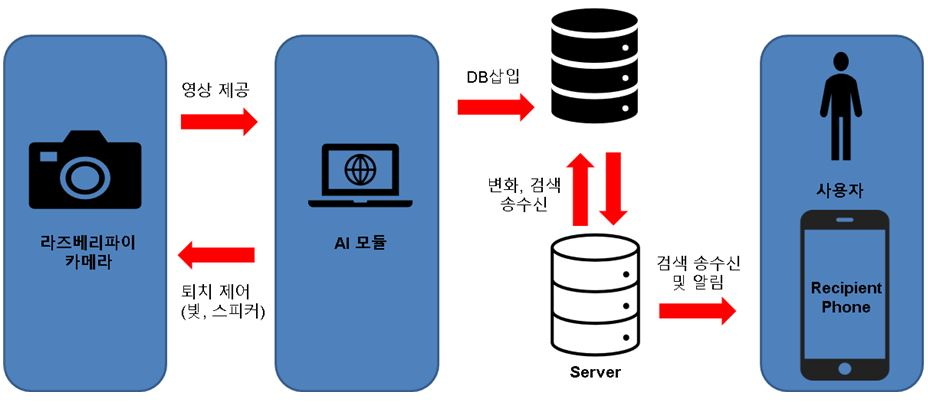 영상 제공
라즈베리파이
카메라
퇴치 제어
(빛, 스피커)
AI 모듈
DB삽입
변화, 검색
송수신
Server
검색 송수신
및 알림
사용자
Recipient
Phone